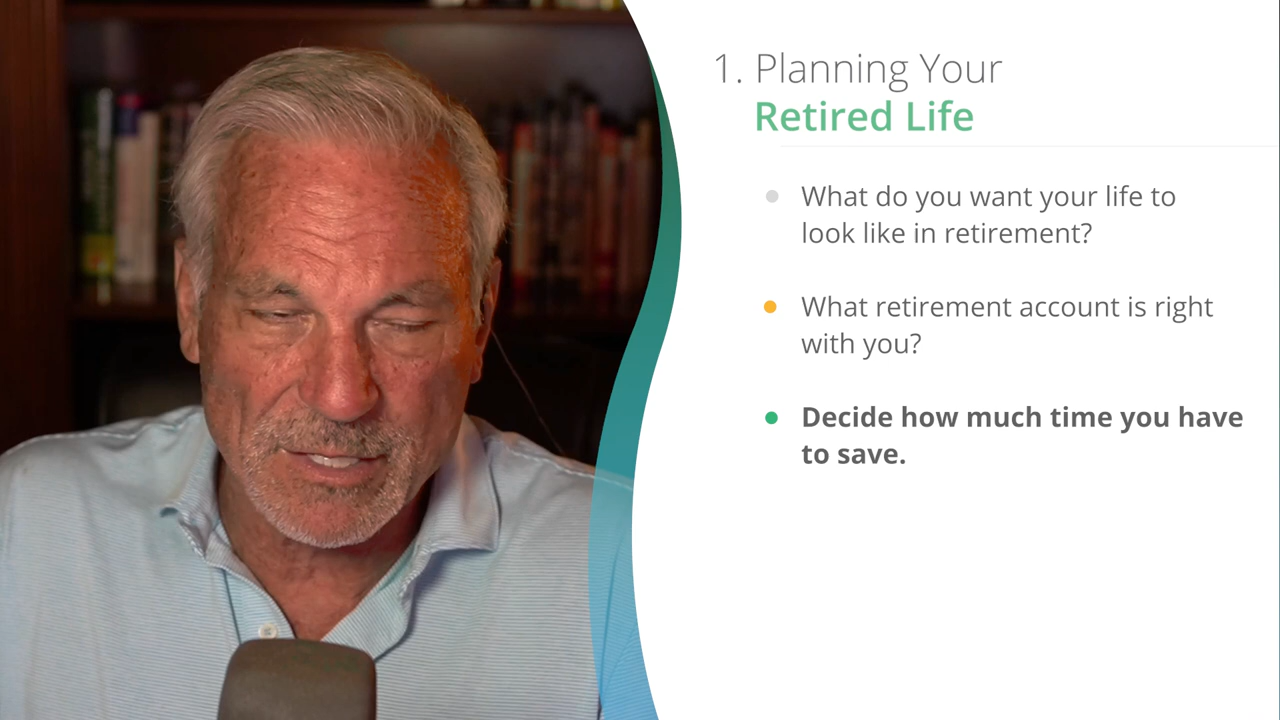 1. Planning Your
Retired Life
What do you want your life to
look like in retirement?
What retirement account is right
with you?
Decide how much time you have
to save.